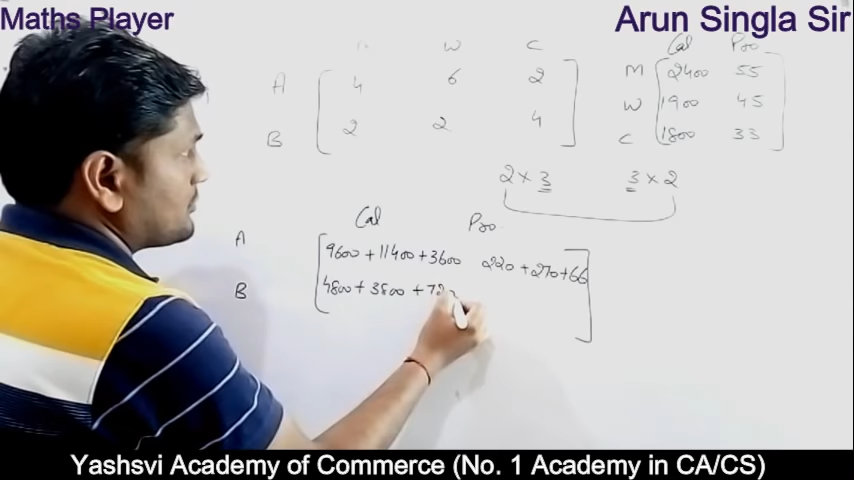 Maths Player
Arun Singla Sir
W C
Cal Pro
A 4 6 2
M 2400 55
W 1900 45
B 2 2 4
C 1800 33
2 × 3 3 × 2
Cal Pro
A 9600 + 11400 + 3600 220 + 270 + 66
B 4800 + 3800 + 72
Yashsvi Academy of Commerce (No. 1 Academy in CA/CS)